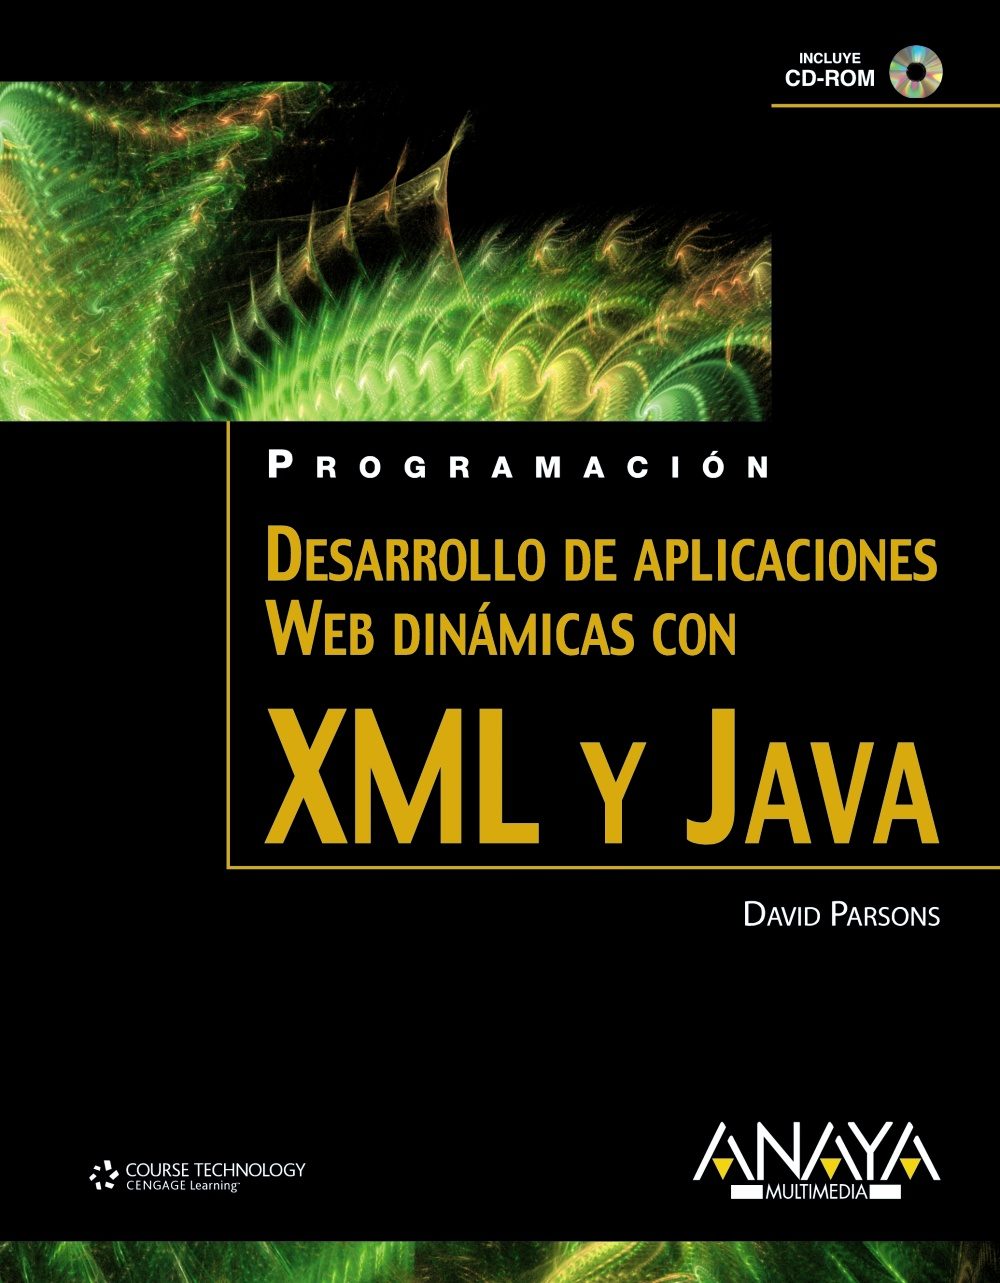 INCLUYE
CD-ROM
PROGRAMACIÓN
DESARROLLO DE APLICACIONES
WEB DINÁMICAS CON
XML Y JAVA
DAVID PARSONS
COURSE TECHNOLOGY
CENGAGE Learning™
ANAYA
MULTIMEDIA